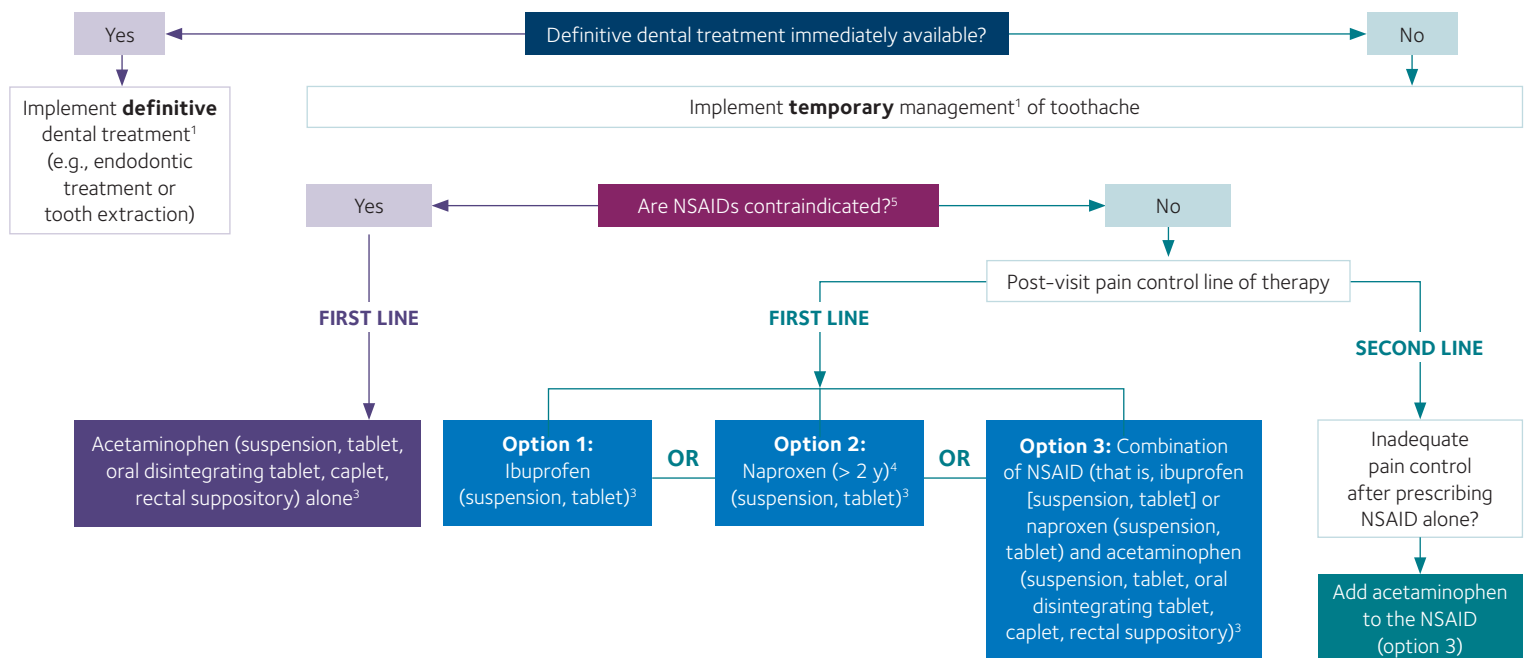 Yes
Definitive dental treatment immediately available?
No
Implement definitive
dental treatment¹
(e.g., endodontic
treatment or
tooth extraction)
Implement temporary management¹ of toothache
Yes
Are NSAIDs contraindicated?⁵
No
Post-visit pain control line of therapy
FIRST LINE
FIRST LINE
SECOND LINE
Acetaminophen (suspension, tablet,
oral disintegrating tablet, caplet,
rectal suppository) alone³
Option 1:
Ibuprofen
(suspension, tablet)³
OR
Option 2:
Naproxen (> 2 y)⁴
(suspension, tablet)³
OR
Option 3: Combination
of NSAID (that is, ibuprofen
[suspension, tablet] or
naproxen (suspension,
tablet) and acetaminophen
(suspension, tablet, oral
disintegrating tablet,
caplet, rectal suppository)³
Inadequate
pain control
after prescribing
NSAID alone?
Add acetaminophen
to the NSAID
(option 3)